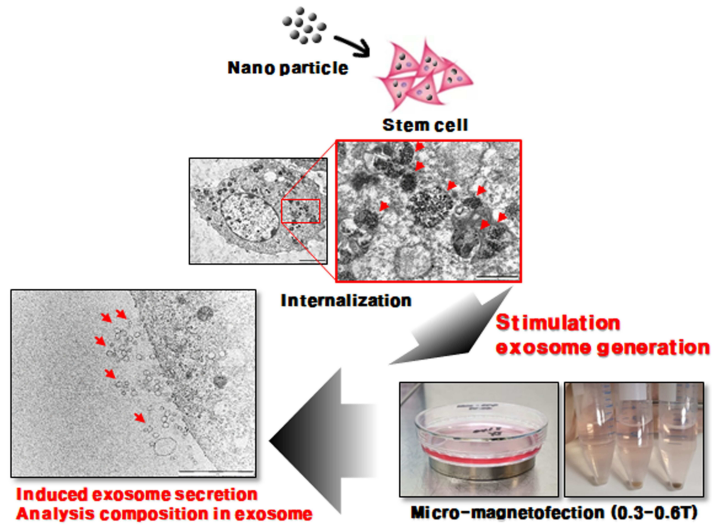 Nano particle
Stem cell
Internalization
Stimulation
exosome generation
Induced exosome secretion
Analysis composition in exosome
Micro-magnetofection (0.3-0.6T)